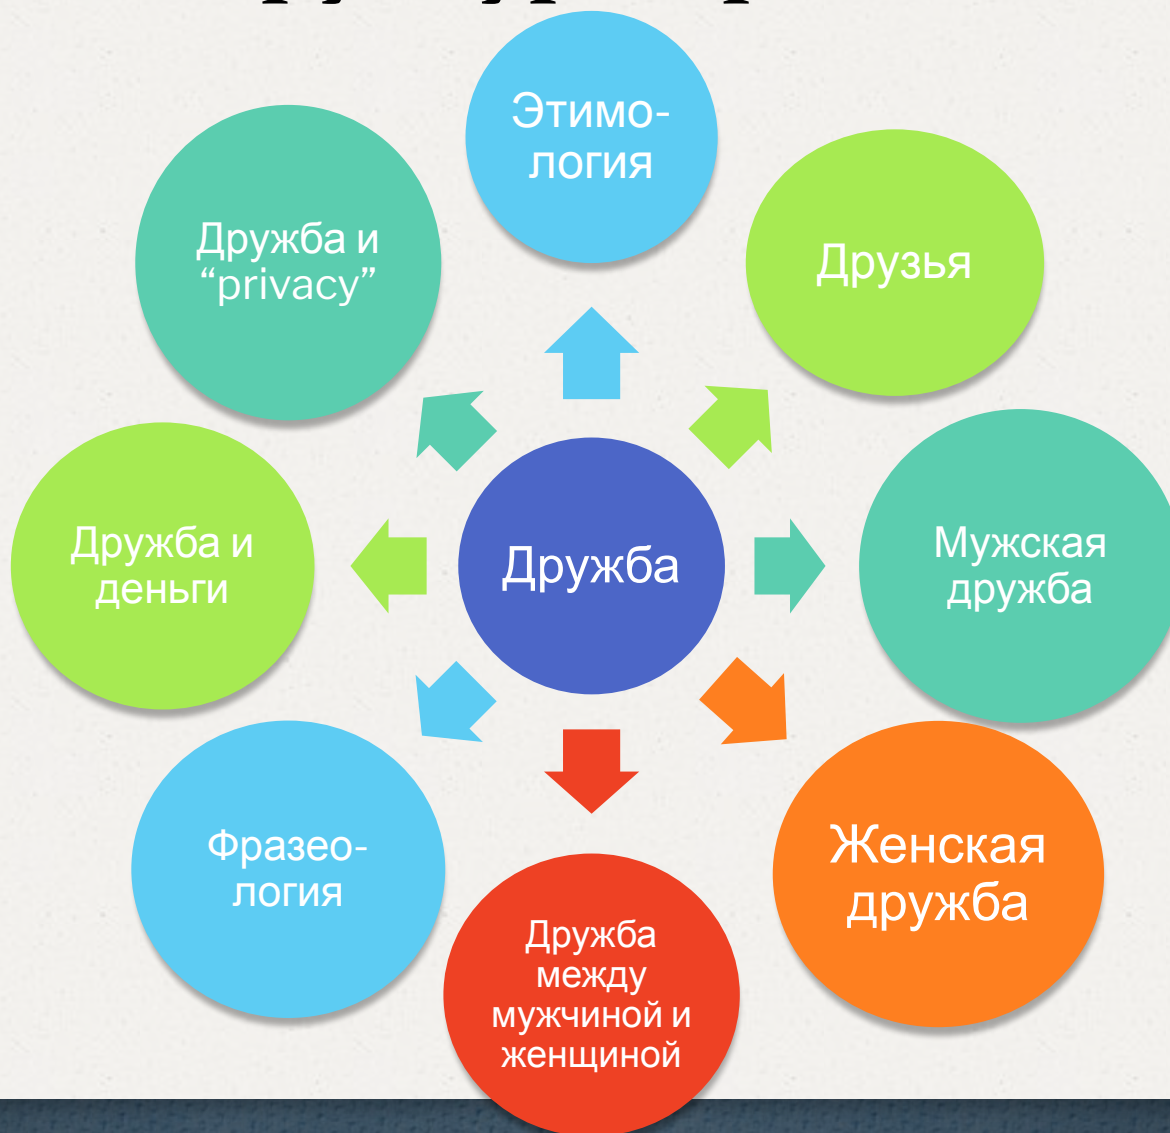 Этимо-
логия
Друзья
Мужская
дружба
Женская
дружба
Дружба
между
мужчиной и
женщиной
Фразео-
логия
Дружба и
деньги
Дружба и
“privacy”
Дружба